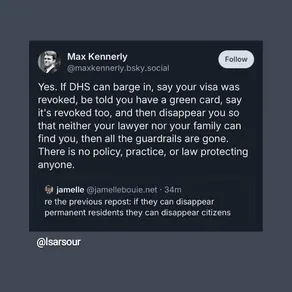 Max Kennerly
@maxkennerly.bsky.social
Follow
Yes. If DHS can barge in, say your visa was
revoked, be told you have a green card, say
it's revoked too, and then disappear you so
that neither your lawyer nor your family can
find you, then all the guardrails are gone.
There is no policy, practice, or law protecting
anyone.
jamelle @jamellebouie.net · 34m
re the previous repost: if they can disappear
permanent residents they can disappear citizens
@lsarsour